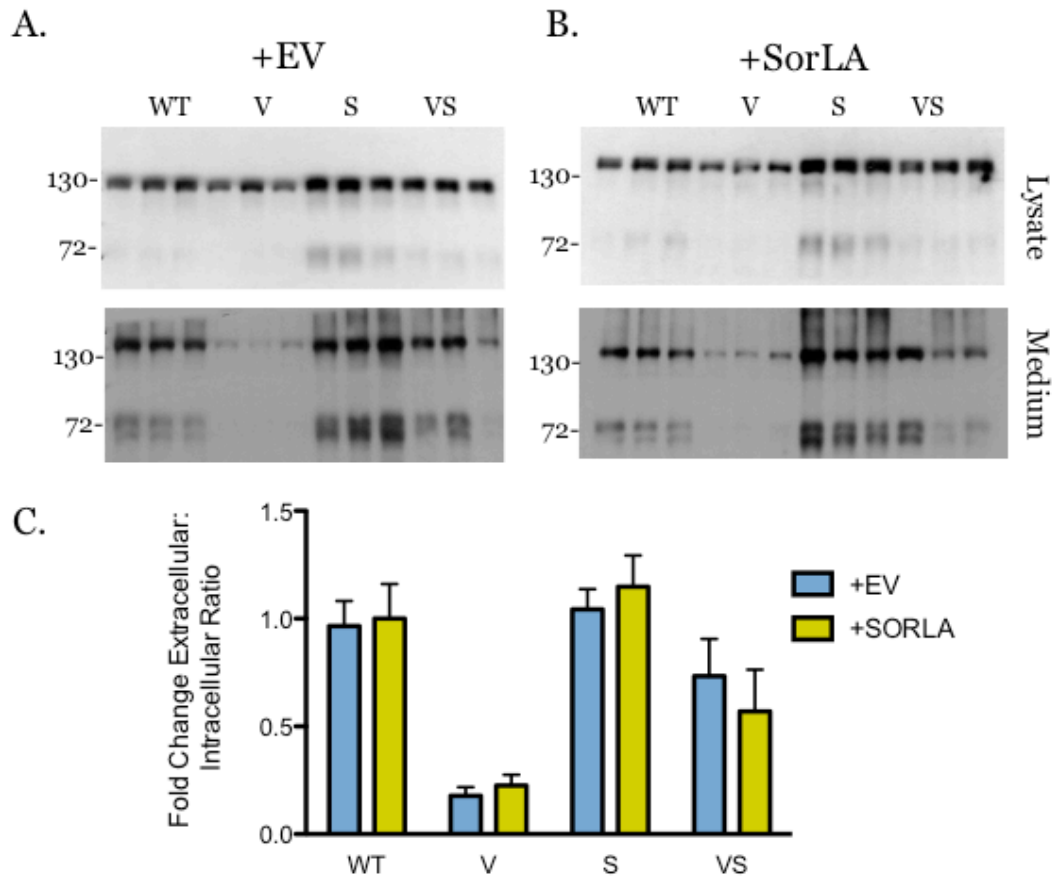 A.
+EV
WT V S VS
130-
72-
130-
72-
B.
+SorLA
WT V S VS
130-
72-
Lysate
130-
72-
Medium
C.
Fold Change Extracellular:
Intracellular Ratio
1.5
1.0
0.5
0.0
WT V S VS
+EV
+SORLA